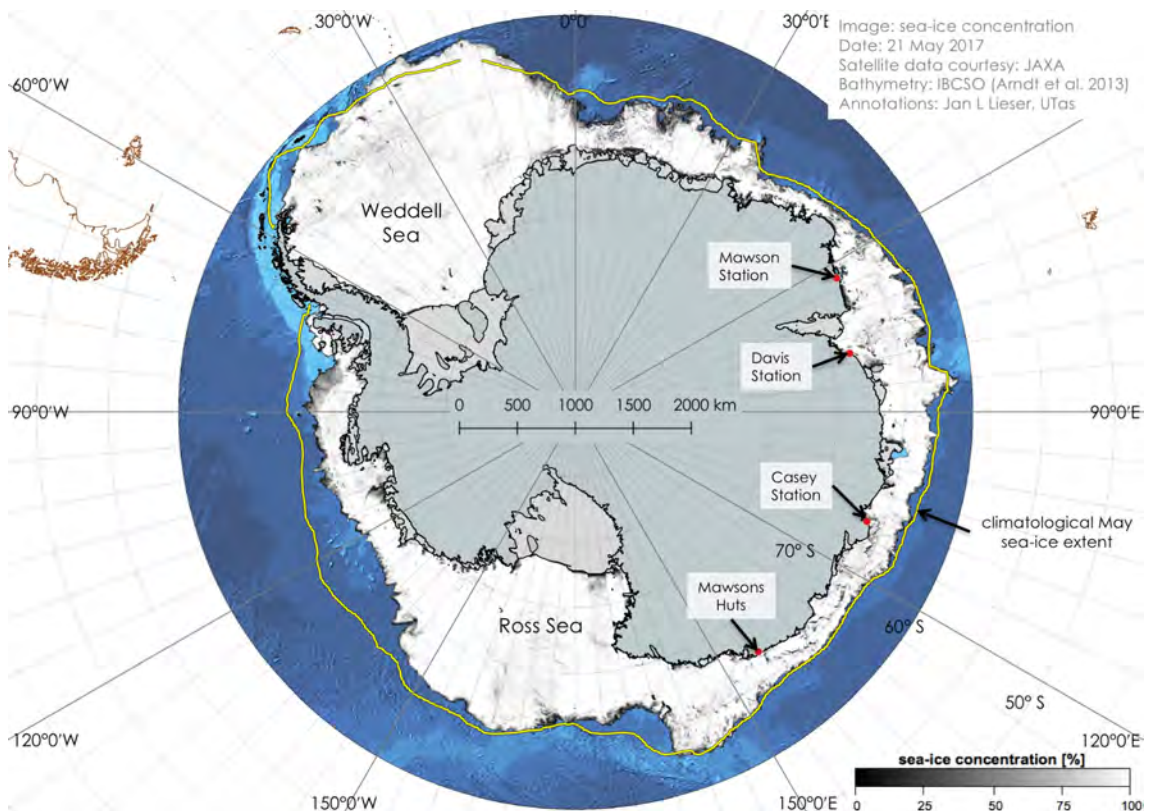 30°0'W
0°0'
30°0'E
Image: sea-ice concentration
Date: 21 May 2017
Satellite data courtesy: JAXA
Bathymetry: IBCSO (Arndt et al. 2013)
Annotations: Jan L Lieser, UTas
60°0'W
Weddell
Sea
Mawson
Station
Davis
Station
90°0'W
0 500 1000 1500 2000 km
90°0'E
Casey
Station
climatological May
sea-ice extent
70° S
Mawsons
Huts
Ross Sea
60° S
50° S
120°0'W
120°0'E
sea-ice concentration [%]
150°0'W
150°0'E
0 25 50 75 100